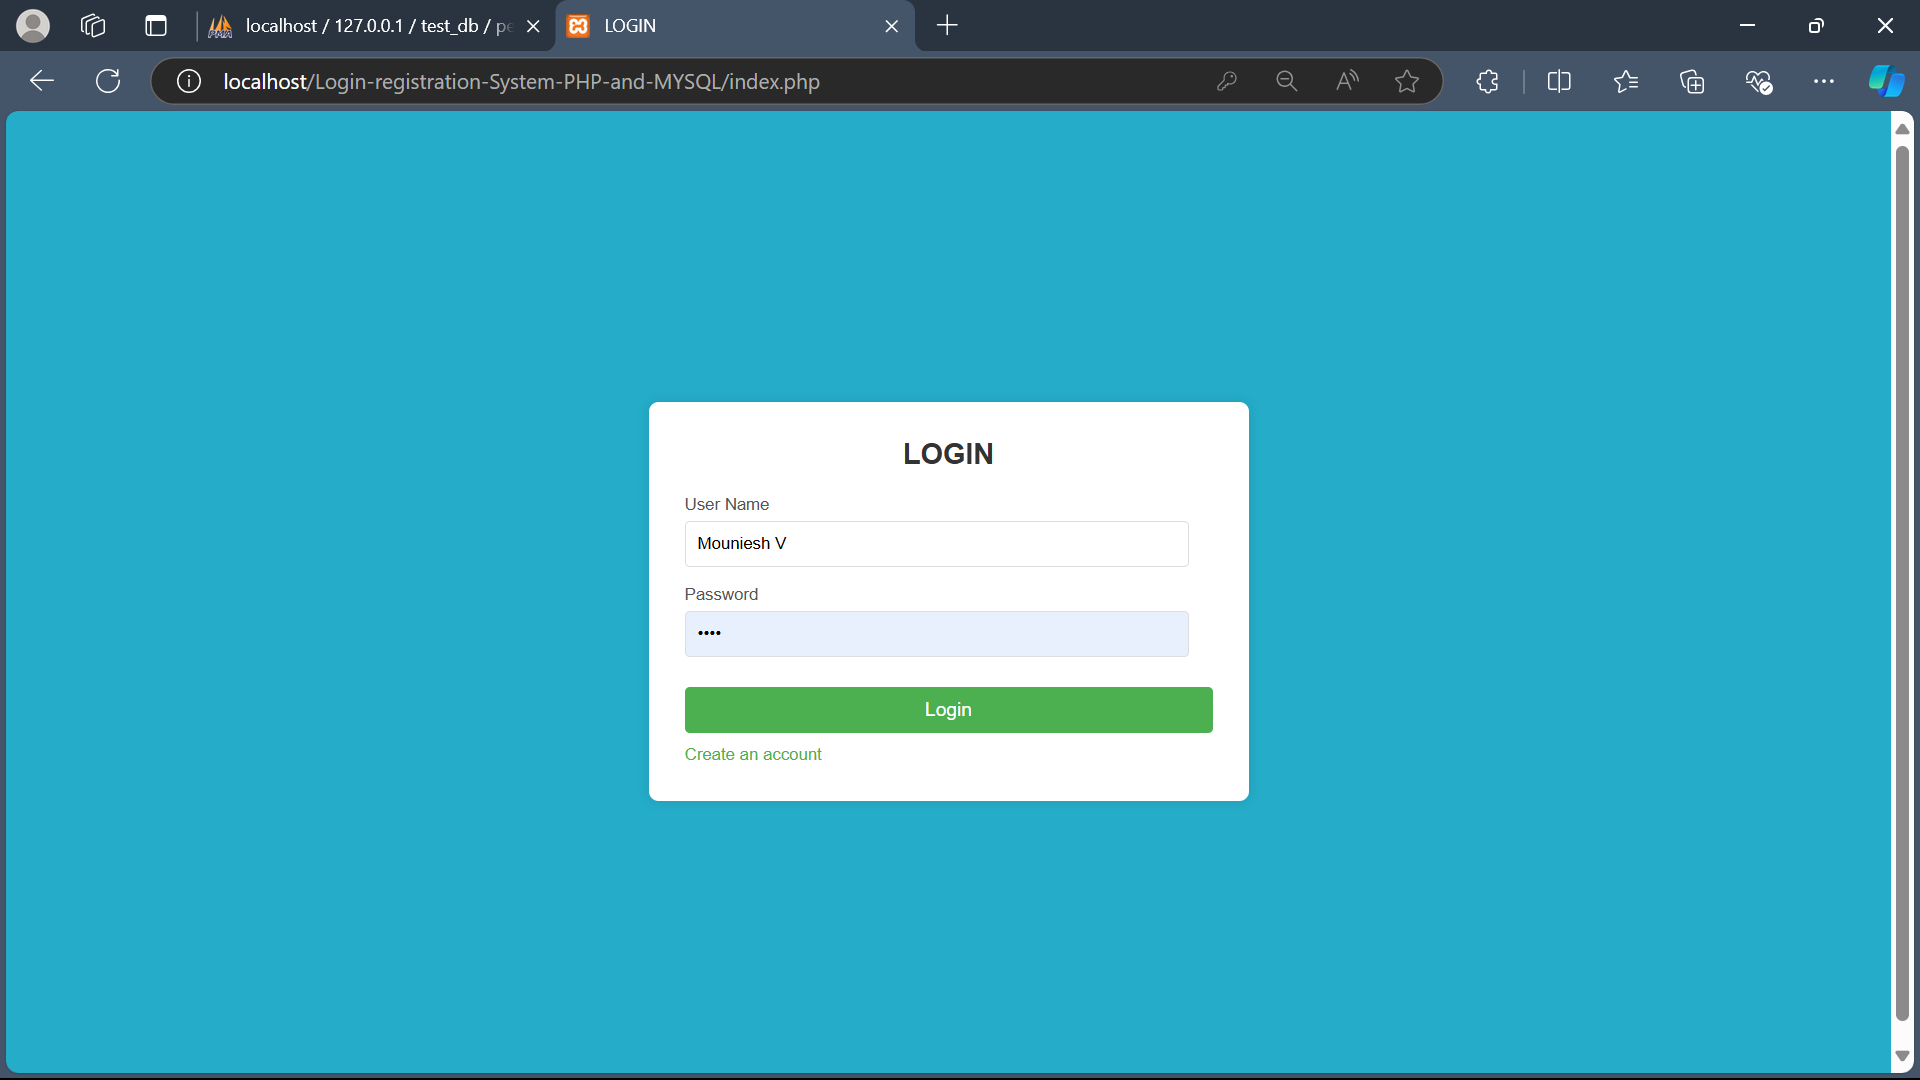 localhost / 127.0.0.1 / test_db / pe
LOGIN
localhost/Login-registration-System-PHP-and-MYSQL/index.php
LOGIN
User Name
Mouniesh V
Password
••••
Login
Create an account